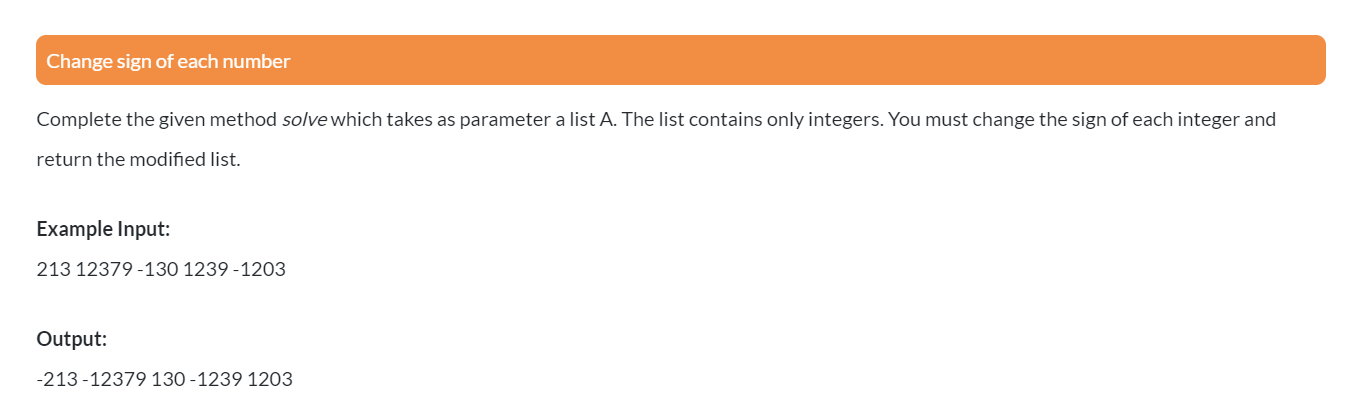 Change sign of each number
Complete the given method solve which takes as parameter a list A. The list contains only integers. You must change the sign of each integer and
return the modified list.
Example Input:
213 12379 -130 1239 -1203
Output:
-213 -12379 130 -1239 1203